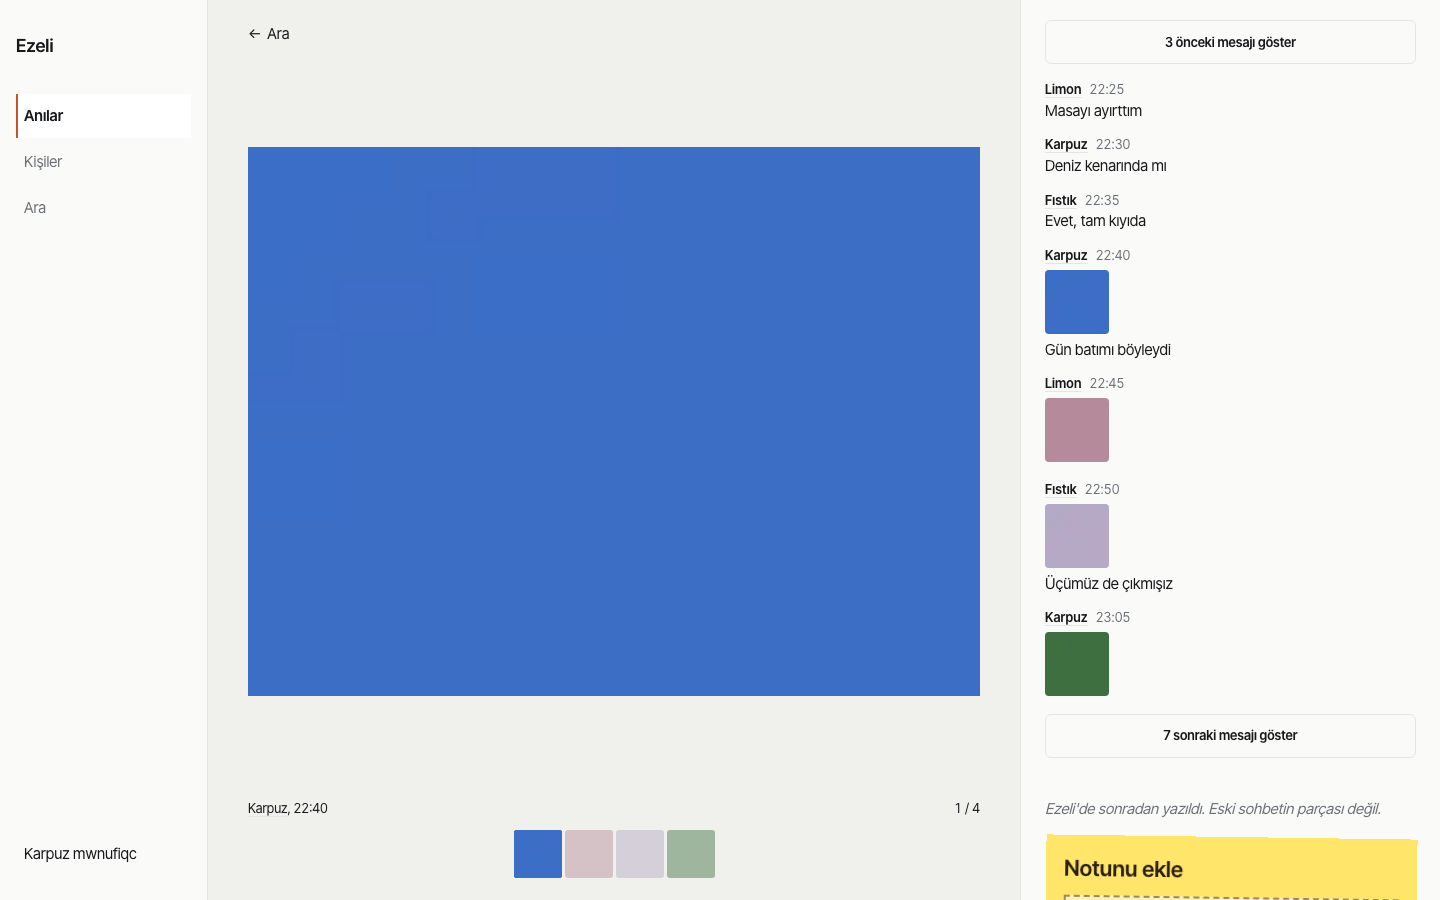 Ezeli
Anılar
Kişiler
Ara
Karpuz mwnufiqc
← Ara
Karpuz, 22:40
1 / 4
3 önceki mesajı göster
Limon 22:25
Masayı ayırttım
Karpuz 22:30
Deniz kenarında mı
Fıstık 22:35
Evet, tam kıyıda
Karpuz 22:40
Gün batımı böyleydi
Limon 22:45
Fıstık 22:50
Üçümüz de çıkmışız
Karpuz 23:05
7 sonraki mesajı göster
Ezeli'de sonradan yazıldı. Eski sohbetin parçası değil.
Notunu ekle